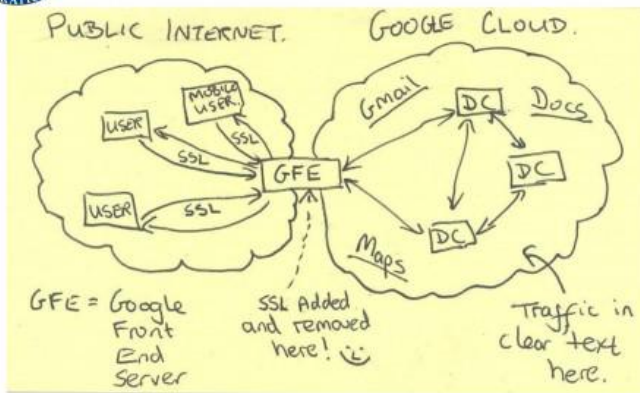 PUBLIC INTERNET.
GOOGLE CLOUD.
MOBILE
USER.
USER
SSL
SSL
USER
SSL
GFE
Gmail
DC
Docs
DC
DC
Maps
GFE = Google
Front
End
Server
SSL Added
and removed
here!
Traffic in
clear text
here.